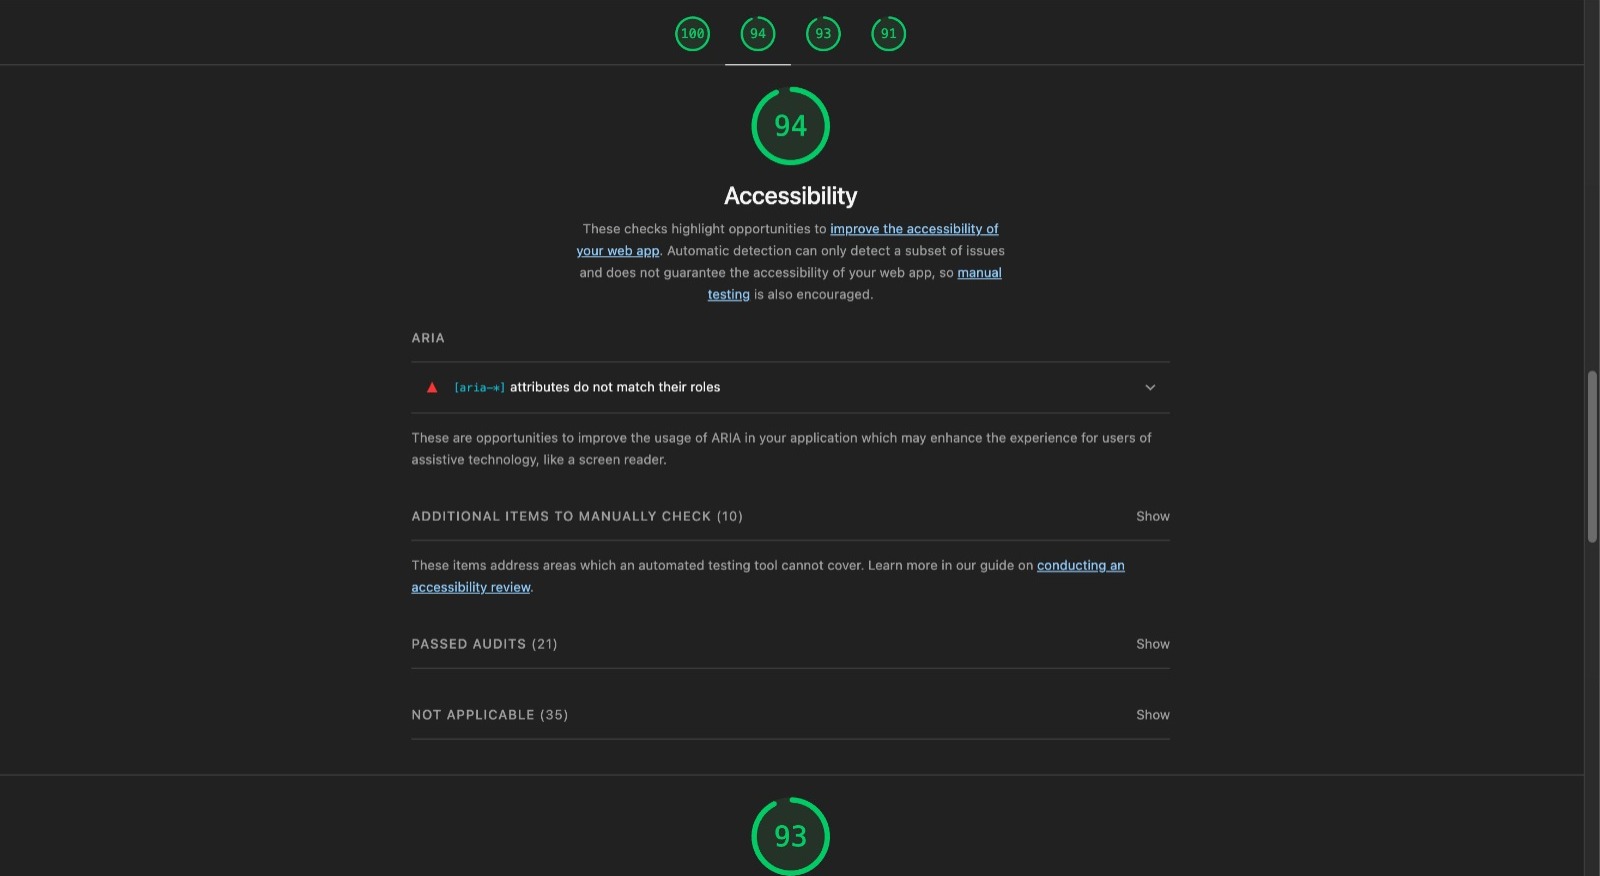 100 94 93 91
94
Accessibility
These checks highlight opportunities to improve the accessibility of
your web app. Automatic detection can only detect a subset of issues
and does not guarantee the accessibility of your web app, so manual
testing is also encouraged.
ARIA
[aria-*] attributes do not match their roles
These are opportunities to improve the usage of ARIA in your application which may enhance the experience for users of
assistive technology, like a screen reader.
ADDITIONAL ITEMS TO MANUALLY CHECK (10) Show
These items address areas which an automated testing tool cannot cover. Learn more in our guide on conducting an
accessibility review.
PASSED AUDITS (21) Show
NOT APPLICABLE (35) Show
93